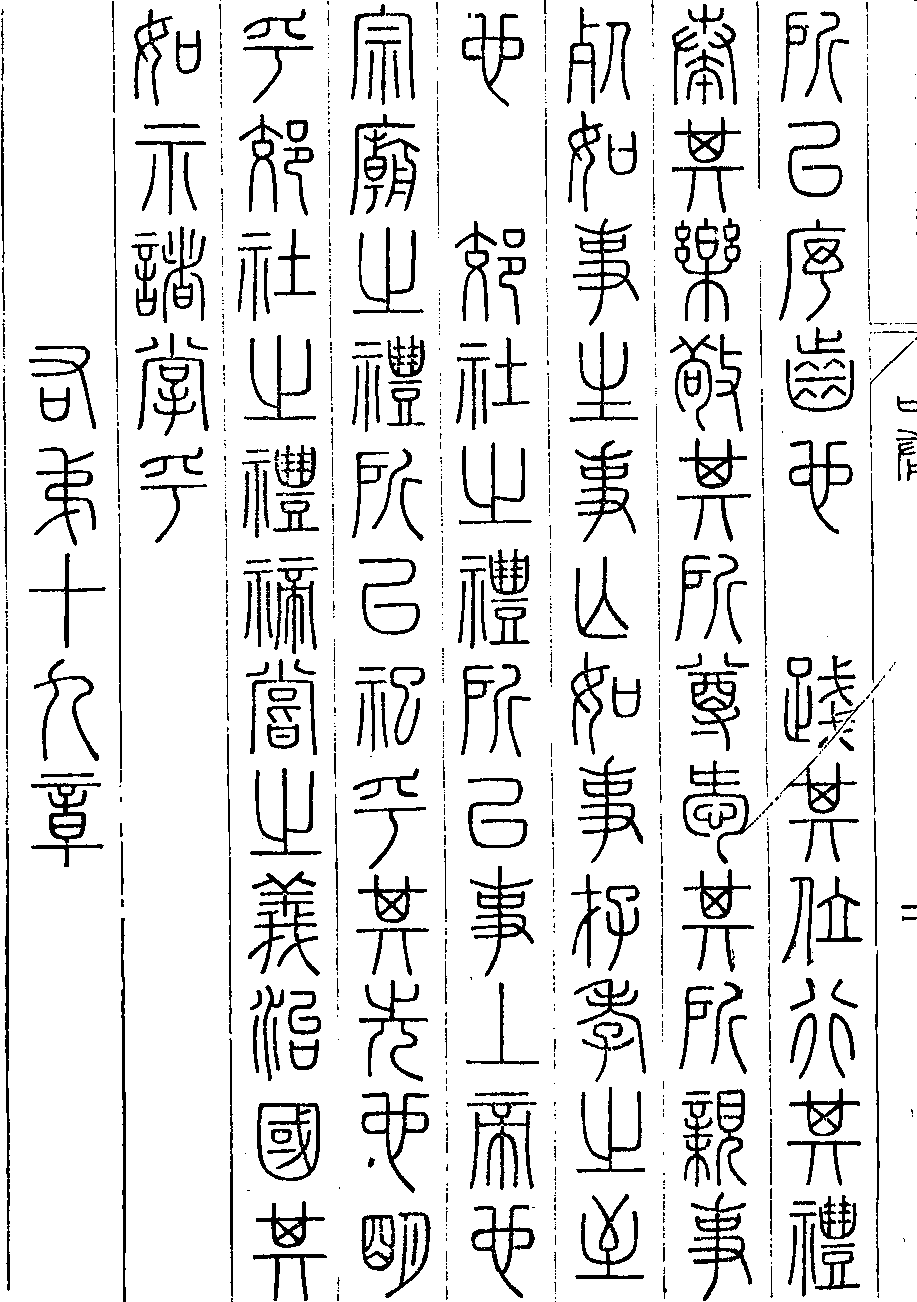 所以序齒也　踐其位行其禮
奏其樂敬其所尊愛其所親事
死如事生事亡如事存孝之至
也　郊社之禮所以事上帝也
宗廟之禮所以祀乎其先也明
乎郊社之禮禘嘗之義治國其
如示諸掌乎
右弟十九章